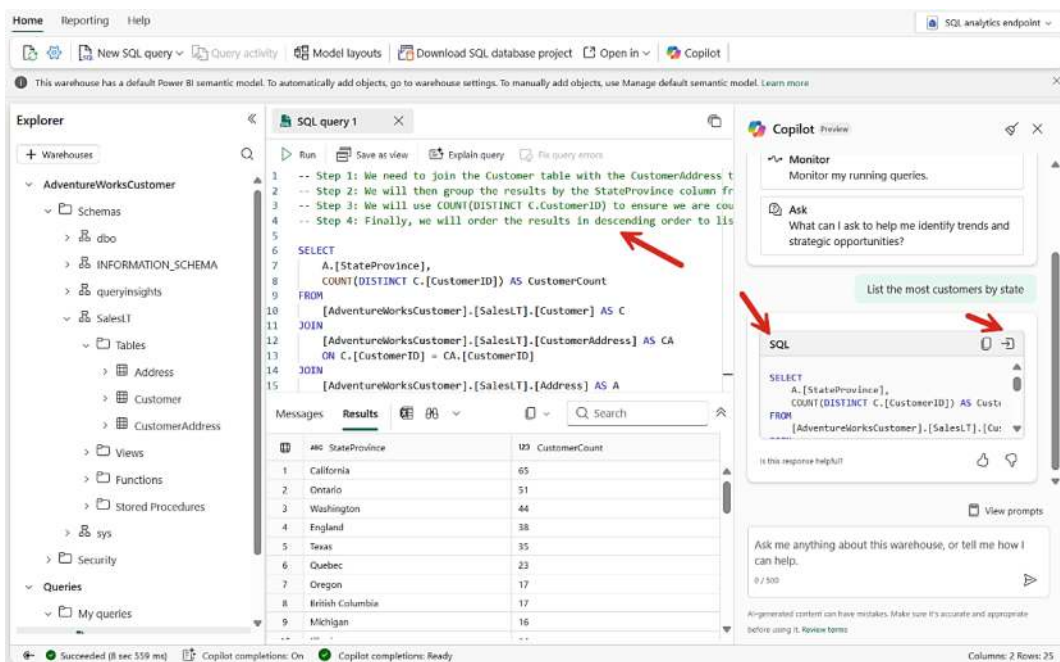 Home Reporting Help
SQL analytics endpoint
New SQL query Query activity Model layouts Download SQL database project Open in Copilot
This warehouse has a default Power BI semantic model. To automatically add objects, go to warehouse settings. To manually add objects, use Manage default semantic model. Learn more
Explorer
+ Warehouses
AdventureWorksCustomer
Schemas
dbo
INFORMATION_SCHEMA
queryinsights
SalesLT
Tables
Address
Customer
CustomerAddress
Views
Functions
Stored Procedures
sys
Security
Queries
My queries
SQL query 1
Run Save as view Explain query Fix query errors
1 -- Step 1: We need to join the Customer table with the CustomerAddress t
2 -- Step 2: We will then group the results by the StateProvince column fr
3 -- Step 3: We will use COUNT(DISTINCT C.CustomerID) to ensure we are cou
4 -- Step 4: Finally, we will order the results in descending order to lis
5
6 SELECT
7 A.[StateProvince],
8 COUNT(DISTINCT C.[CustomerID]) AS CustomerCount
9 FROM
10 [AdventureWorksCustomer].[SalesLT].[Customer] AS C
11 JOIN
12 [AdventureWorksCustomer].[SalesLT].[CustomerAddress] AS CA
13 ON C.[CustomerID] = CA.[CustomerID]
14 JOIN
15 [AdventureWorksCustomer].[SalesLT].[Address] AS A
Messages Results Search
ABC StateProvince 123 CustomerCount
1 California 65
2 Ontario 51
3 Washington 44
4 England 38
5 Texas 35
6 Quebec 23
7 Oregon 17
8 British Columbia 17
9 Michigan 16
Copilot Preview
Monitor
Monitor my running queries.
Ask
What can I ask to help me identify trends and
strategic opportunities?
List the most customers by state
SQL
SELECT
A.[StateProvince],
COUNT(DISTINCT C.[CustomerID]) AS Custo
FROM
[AdventureWorksCustomer].[SalesLT].[Cus
Is this response helpful?
View prompts
Ask me anything about this warehouse, or tell me how I
can help.
0 / 500
AI-generated content can have mistakes. Make sure it's accurate and appropriate
before using it. Review terms
Succeeded (8 sec 559 ms) Copilot completions: On Copilot completions: Ready Columns: 2 Rows: 25